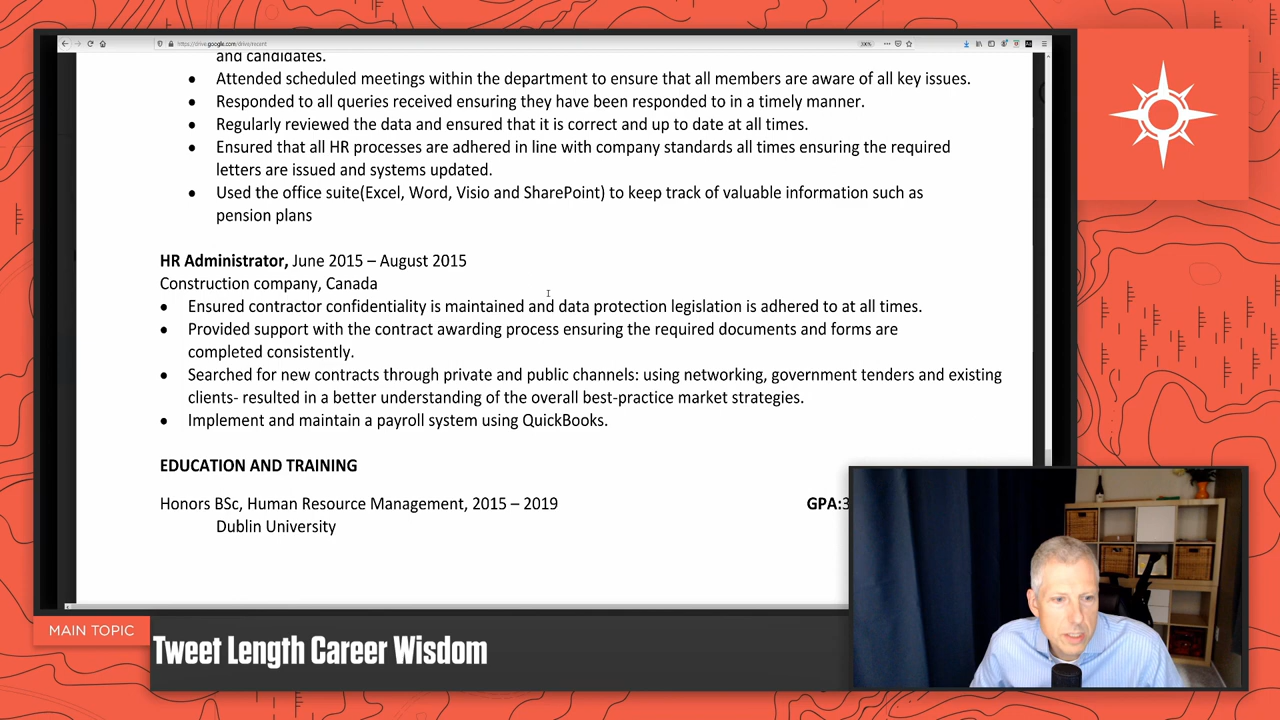 https://drive.google.com/drive/recent
and candidates.
● Attended scheduled meetings within the department to ensure that all members are aware of all key issues.
● Responded to all queries received ensuring they have been responded to in a timely manner.
● Regularly reviewed the data and ensured that it is correct and up to date at all times.
● Ensured that all HR processes are adhered in line with company standards all times ensuring the required
letters are issued and systems updated.
● Used the office suite(Excel, Word, Visio and SharePoint) to keep track of valuable information such as
pension plans
HR Administrator, June 2015 – August 2015
Construction company, Canada
● Ensured contractor confidentiality is maintained and data protection legislation is adhered to at all times.
● Provided support with the contract awarding process ensuring the required documents and forms are
completed consistently.
● Searched for new contracts through private and public channels: using networking, government tenders and existing
clients- resulted in a better understanding of the overall best-practice market strategies.
● Implement and maintain a payroll system using QuickBooks.
EDUCATION AND TRAINING
Honors BSc, Human Resource Management, 2015 – 2019 GPA:3
Dublin University
MAIN TOPIC
Tweet Length Career Wisdom